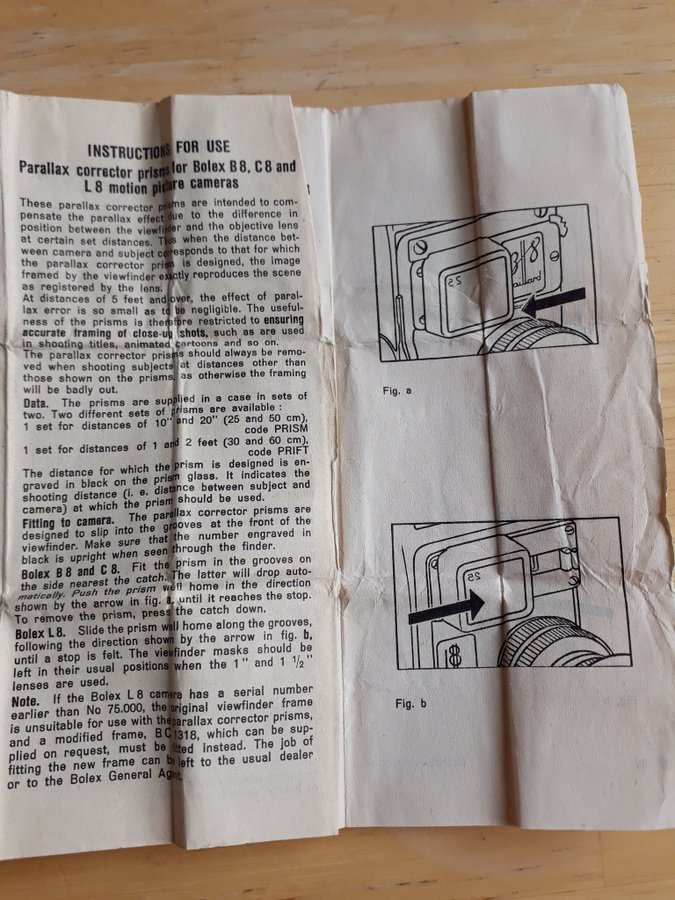 INSTRUCTIONS FOR USE
Parallax corrector prisms for Bolex B 8, C 8 and
L 8 motion picture cameras
These parallax corrector prisms are intended to com-
pensate the parallax effect due to the difference in
position between the viewfinder and the objective lens
at certain set distances. Thus when the distance bet-
ween camera and subject corresponds to that for which
the parallax corrector prism is designed, the image
framed by the viewfinder exactly reproduces the scene
as registered by the lens.
At distances of 5 feet and over, the effect of paral-
lax error is so small as to be negligible. The useful-
ness of the prisms is therefore restricted to ensuring
accurate framing of close-up shots, such as are used
in shooting titles, animated cartoons and so on.
The parallax corrector prisms should always be remo-
ved when shooting subjects at distances other than
those shown on the prisms, as otherwise the framing
will be badly out.
Data. The prisms are supplied in a case in sets of
two. Two different sets of prisms are available :
1 set for distances of 10" and 20" (25 and 50 cm),
code PRISM
1 set for distances of 1 and 2 feet (30 and 60 cm),
code PRIFT
The distance for which the prism is designed is en-
graved in black on the prism glass. It indicates the
shooting distance (i. e. distance between subject and
camera) at which the prism should be used.
Fitting to camera. The parallax corrector prisms are
designed to slip into the grooves at the front of the
viewfinder. Make sure that the number engraved in
black is upright when seen through the finder.
Bolex B 8 and C 8. Fit the prism in the grooves on
the side nearest the catch. The latter will drop auto-
matically. Push the prism well home in the direction
shown by the arrow in fig. a, until it reaches the stop.
To remove the prism, press the catch down.
Bolex L 8. Slide the prism well home along the grooves,
following the direction shown by the arrow in fig. b,
until a stop is felt. The viewfinder masks should be
left in their usual positions when the 1" and 1 1/2"
lenses are used.
Note. If the Bolex L 8 camera has a serial number
earlier than No 75.000, the original viewfinder frame
is unsuitable for use with the parallax corrector prisms,
and a modified frame, BC 1318, which can be sup-
plied on request, must be fitted instead. The job of
fitting the new frame can be left to the usual dealer
or to the Bolex General Agent.
25
aillard
Fig. a
25
8
Fig. b